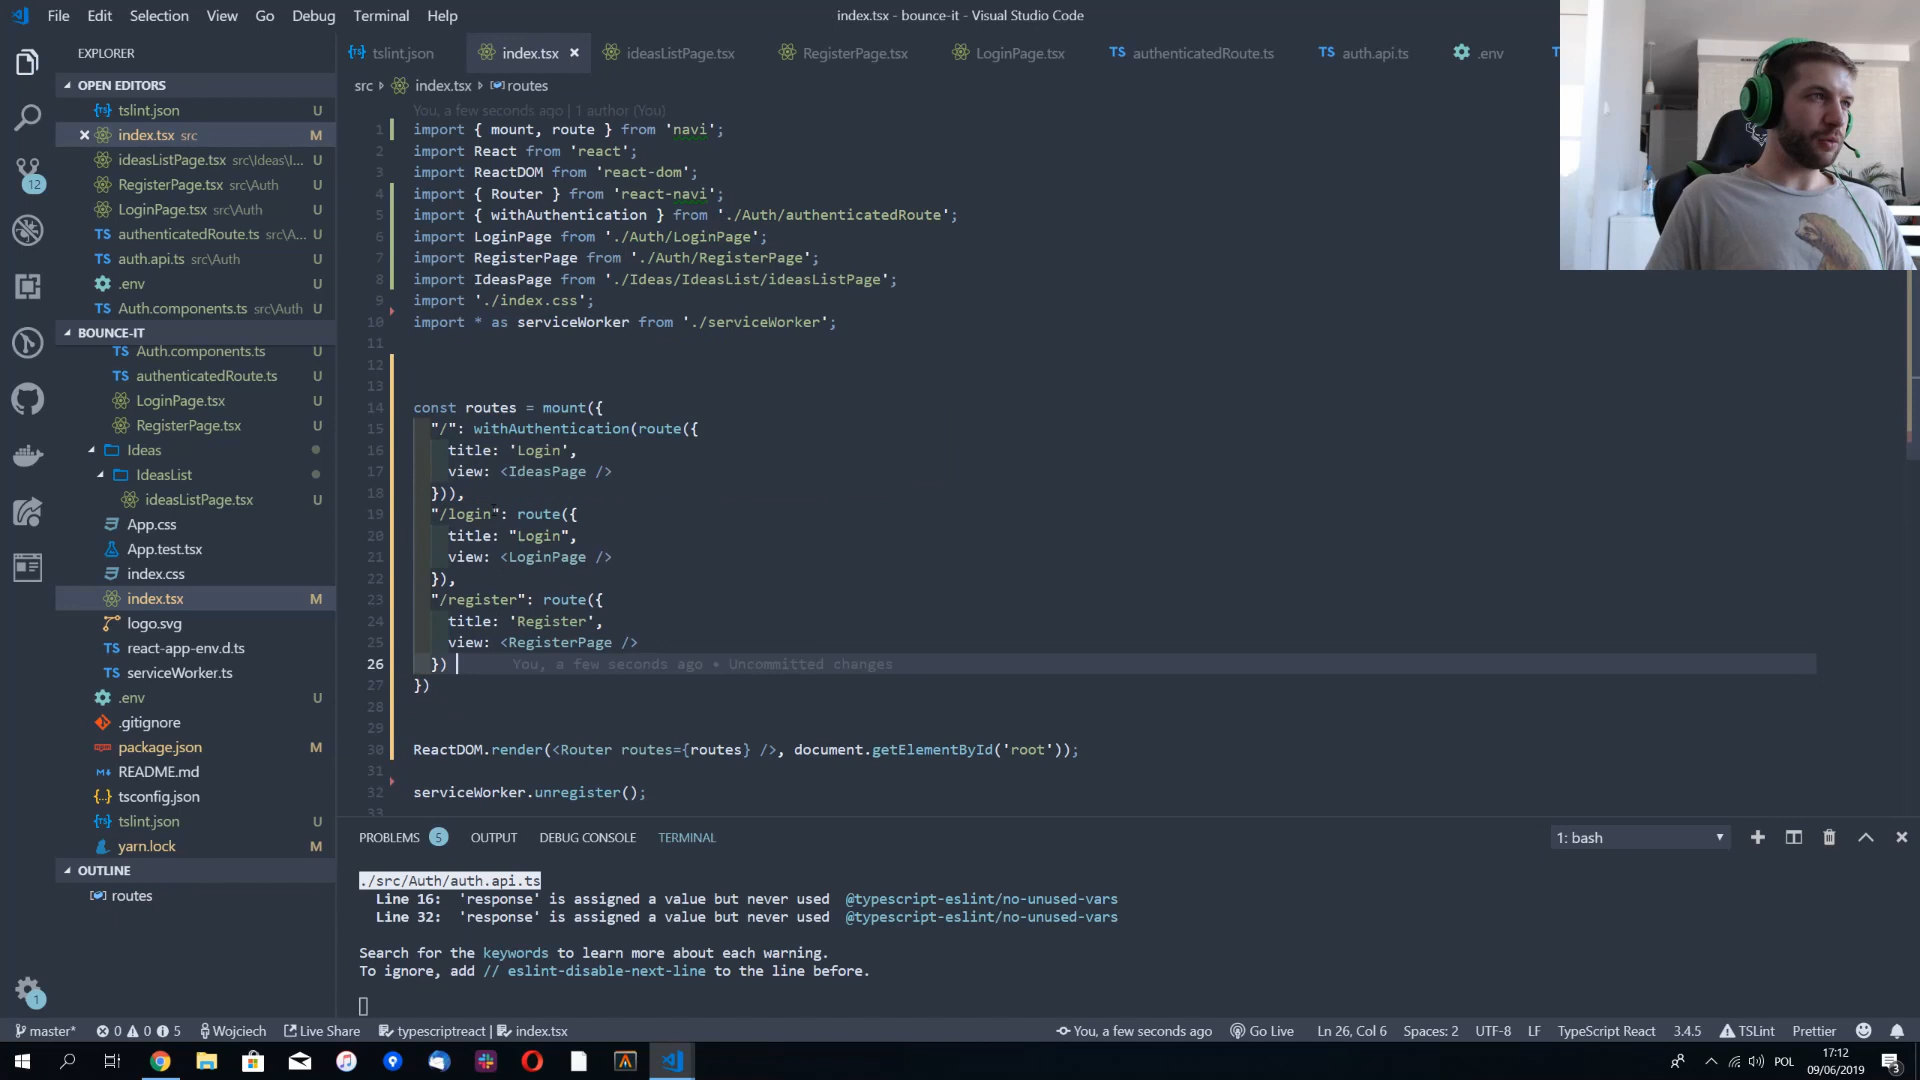 File Edit Selection View Go Debug Terminal Help
index.tsx - bounce-it - Visual Studio Code
EXPLORER
OPEN EDITORS
tslint.json U
index.tsx src M
ideasListPage.tsx src\Ideas\I... U
RegisterPage.tsx src\Auth U
LoginPage.tsx src\Auth U
TS authenticatedRoute.ts src\A... U
TS auth.api.ts src\Auth U
.env U
TS Auth.components.ts src\Auth U
BOUNCE-IT
TS Auth.components.ts U
TS authenticatedRoute.ts U
LoginPage.tsx U
RegisterPage.tsx U
Ideas
IdeasList
ideasListPage.tsx U
App.css
App.test.tsx
index.css
index.tsx M
logo.svg
TS react-app-env.d.ts
TS serviceWorker.ts
.env
.gitignore
package.json M
README.md
tsconfig.json
tslint.json U
yarn.lock M
OUTLINE
routes
12
1
tslint.json index.tsx ideasListPage.tsx RegisterPage.tsx LoginPage.tsx TS authenticatedRoute.ts TS auth.api.ts .env
src index.tsx routes
You, a few seconds ago | 1 author (You)
1 import { mount, route } from 'navi';
2 import React from 'react';
3 import ReactDOM from 'react-dom';
4 import { Router } from 'react-navi';
5 import { withAuthentication } from './Auth/authenticatedRoute';
6 import LoginPage from './Auth/LoginPage';
7 import RegisterPage from './Auth/RegisterPage';
8 import IdeasPage from './Ideas/IdeasList/ideasListPage';
9 import './index.css';
10 import * as serviceWorker from './serviceWorker';
11
12
13
14 const routes = mount({
15 "/": withAuthentication(route({
16 title: 'Login',
17 view: <IdeasPage />
18 })),
19 "/login": route({
20 title: "Login",
21 view: <LoginPage />
22 }),
23 "/register": route({
24 title: 'Register',
25 view: <RegisterPage />
26 }) You, a few seconds ago • Uncommitted changes
27 })
28
29
30 ReactDOM.render(<Router routes={routes} />, document.getElementById('root'));
31
32 serviceWorker.unregister();
33
PROBLEMS 5 OUTPUT DEBUG CONSOLE TERMINAL
1: bash
./src/Auth/auth.api.ts
Line 16: 'response' is assigned a value but never used @typescript-eslint/no-unused-vars
Line 32: 'response' is assigned a value but never used @typescript-eslint/no-unused-vars
Search for the keywords to learn more about each warning.
To ignore, add // eslint-disable-next-line to the line before.
master* 0 0 5 Wojciech Live Share typescriptreact | index.tsx You, a few seconds ago Go Live Ln 26, Col 6 Spaces: 2 UTF-8 LF TypeScript React 3.4.5 TSLint Prettier
POL
17:12
09/06/2019
3